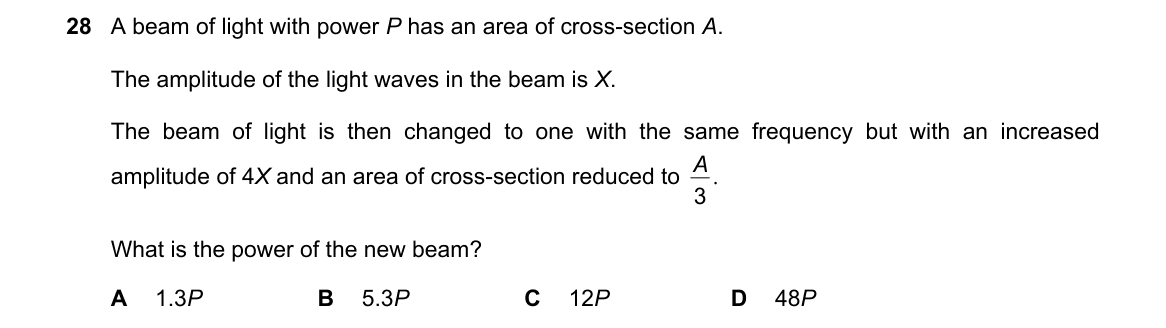 28 A beam of light with power P has an area of cross-section A.
The amplitude of the light waves in the beam is X.
The beam of light is then changed to one with the same frequency but with an increased
amplitude of 4X and an area of cross-section reduced to A/3.
What is the power of the new beam?
A 1.3P B 5.3P C 12P D 48P